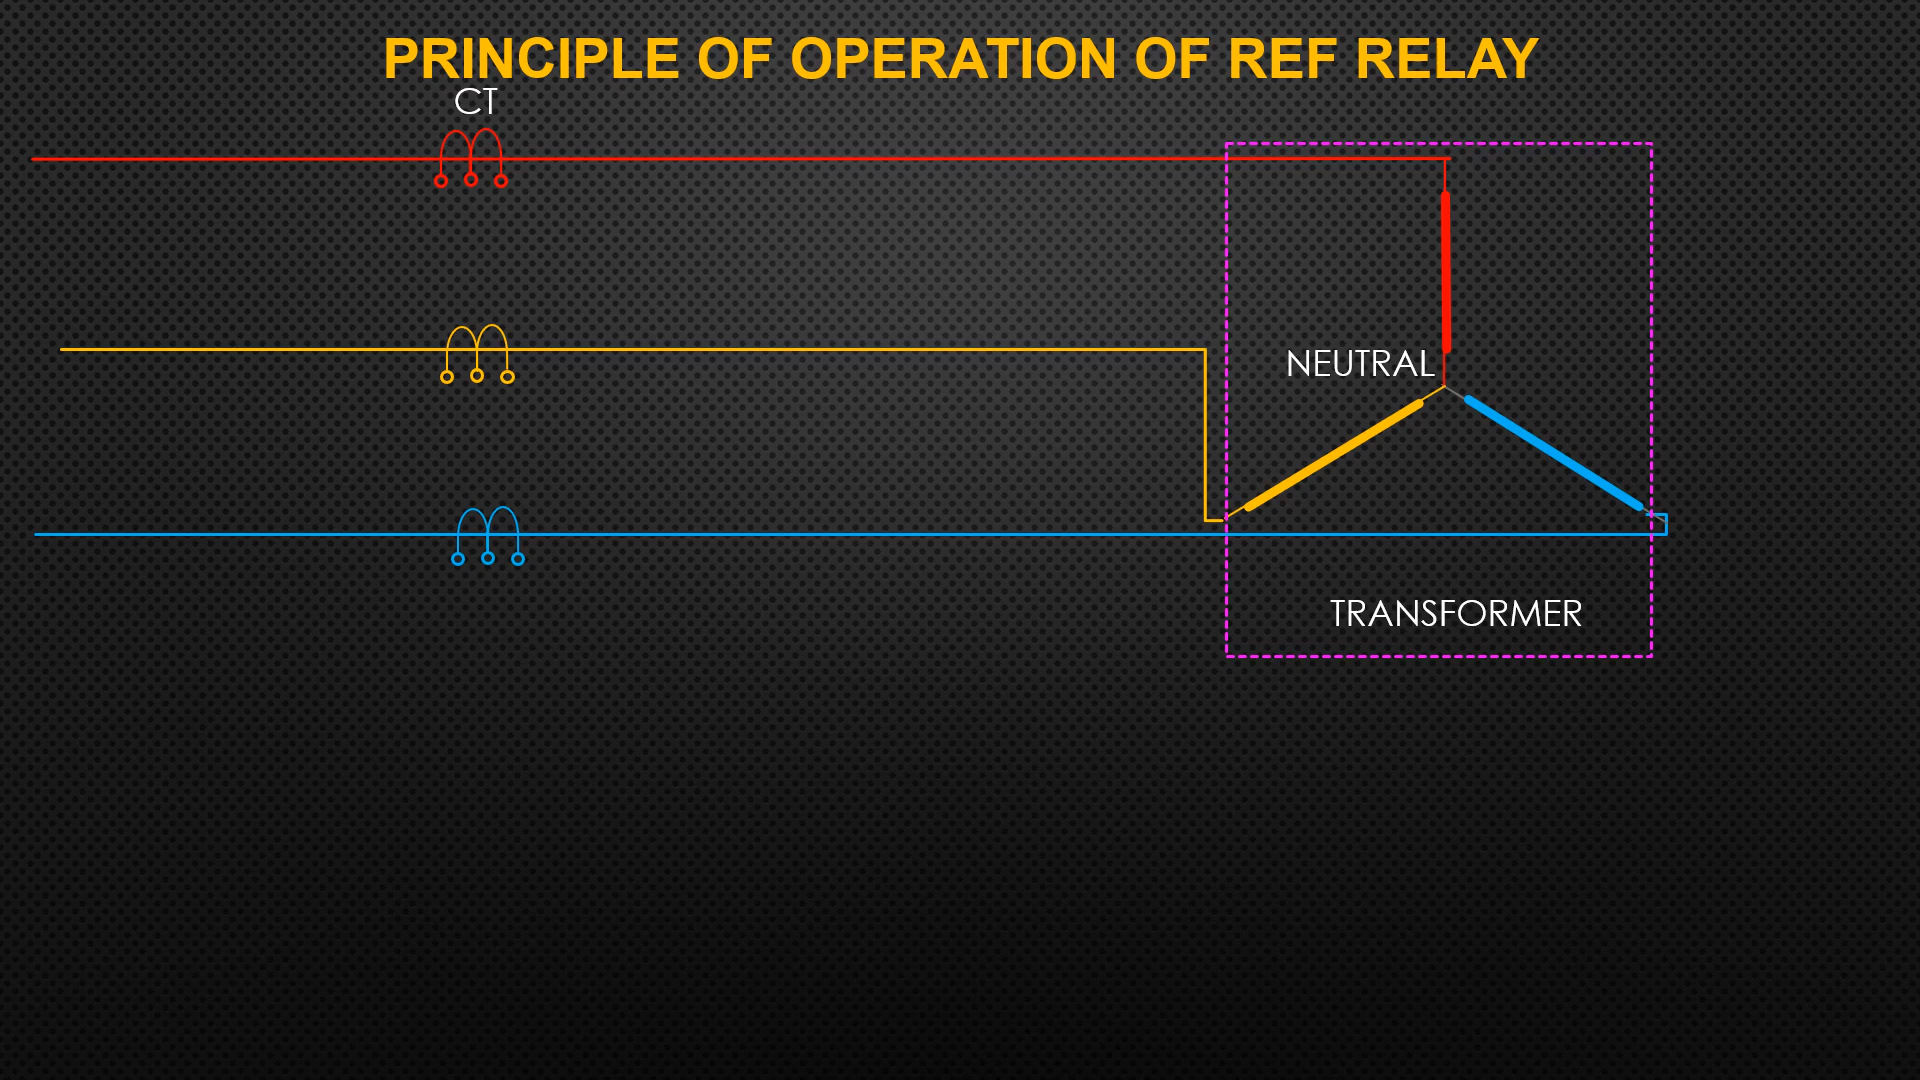 PRINCIPLE OF OPERATION OF REF RELAY
CT
NEUTRAL
TRANSFORMER